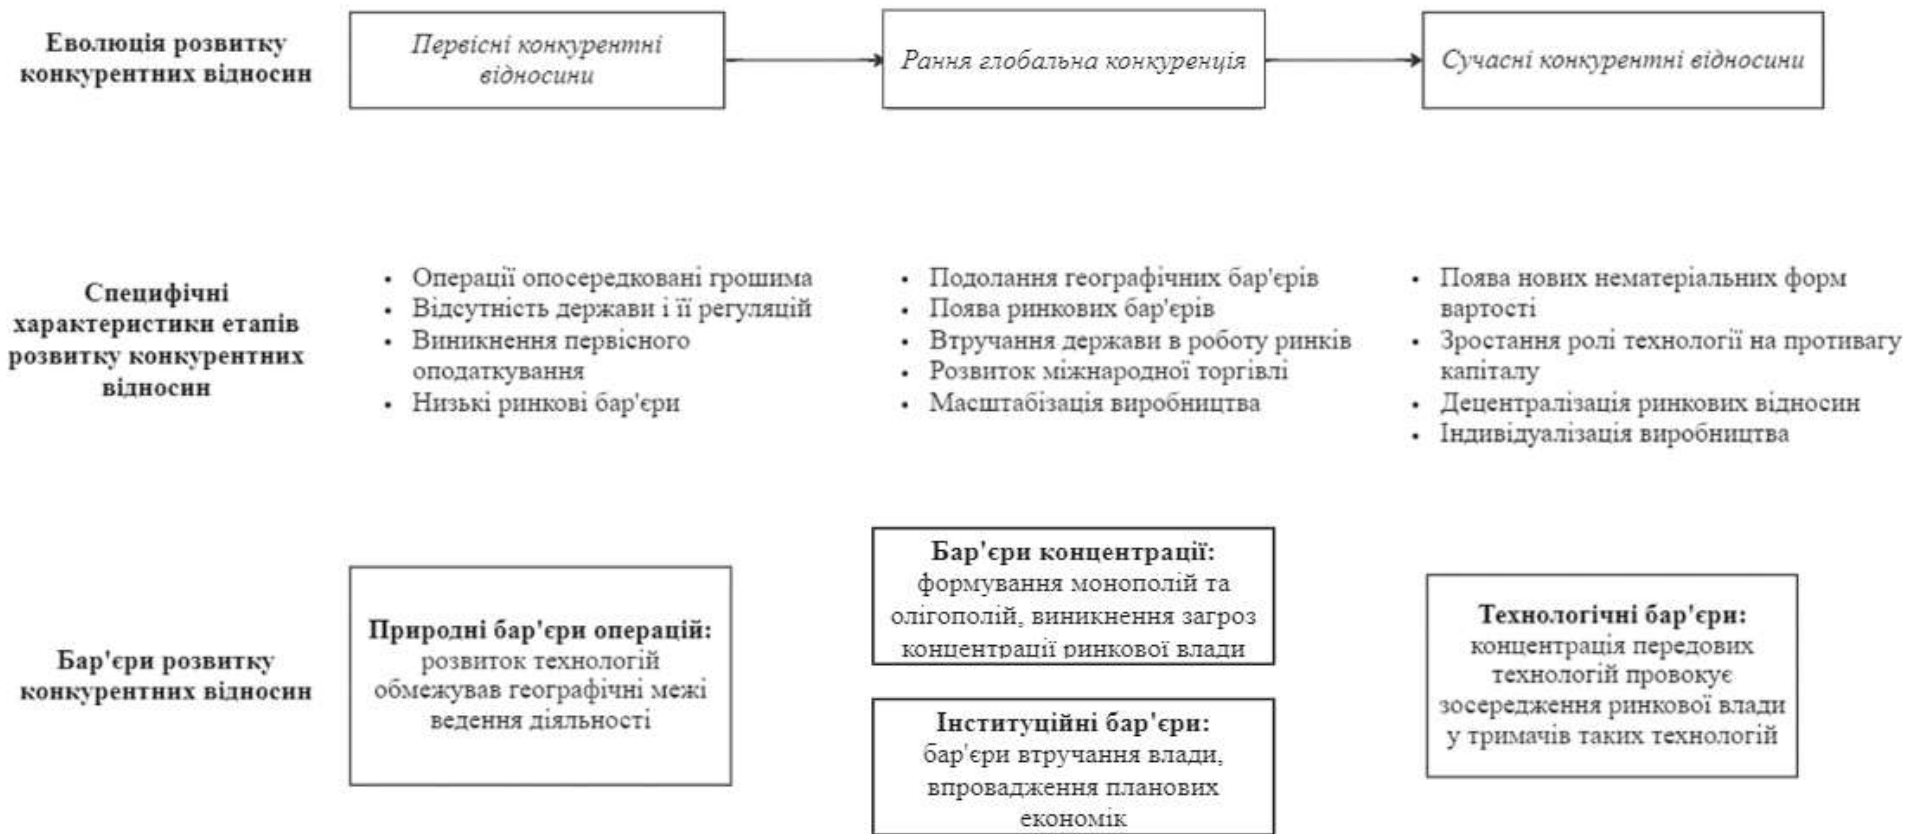 Еволюція розвитку
конкурентних відносин
Первісні конкурентні
відносини
Рання глобальна конкуренція
Сучасні конкурентні відносини
Специфічні
характеристики етапів
розвитку конкурентних
відносин
• Операції опосередковані грошима
• Відсутність держави і її регуляцій
• Виникнення первісного
оподаткування
• Низькі ринкові бар'єри
• Подолання географічних бар'єрів
• Поява ринкових бар'єрів
• Втручання держави в роботу ринків
• Розвиток міжнародної торгівлі
• Масштабізація виробництва
• Поява нових нематеріальних форм
вартості
• Зростання ролі технології на противагу
капіталу
• Децентралізація ринкових відносин
• Індивідуалізація виробництва
Бар'єри розвитку
конкурентних відносин
Природні бар'єри операцій:
розвиток технологій
обмежував географічні межі
ведення діяльності
Бар'єри концентрації:
формування монополій та
олігополій, виникнення загроз
концентрації ринкової влади
Інституційні бар'єри:
бар'єри втручання влади,
впровадження планових
економік
Технологічні бар'єри:
концентрація передових
технологій провокує
зосередження ринкової влади
у тримачів таких технологій